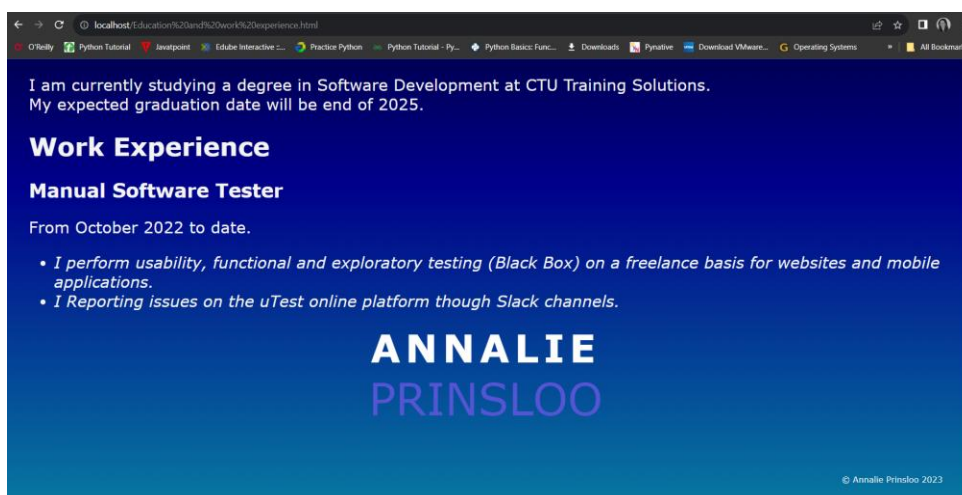 localhost/Education%20and%20work%20experience.html
O'Reilly Python Tutorial Javatpoint Edube Interactive ::... Practice Python Python Tutorial - Py... Python Basics: Func... Downloads Pynative Download VMware... Operating Systems » All Bookmar
I am currently studying a degree in Software Development at CTU Training Solutions.
My expected graduation date will be end of 2025.
Work Experience
Manual Software Tester
From October 2022 to date.
• I perform usability, functional and exploratory testing (Black Box) on a freelance basis for websites and mobile
applications.
• I Reporting issues on the uTest online platform though Slack channels.
ANNALIE
PRINSLOO
© Annalie Prinsloo 2023